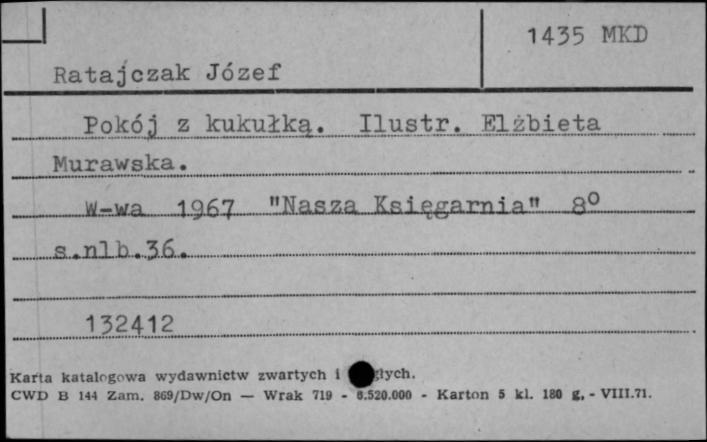 1435 MKD
Ratajczak Józef
Pokój z kukułką. Ilustr. Elżbieta
Murawska.
W-wa 1967 "Nasza Księgarnia" 8⁰
s.nlb.36.
132412
Karta katalogowa wydawnictw zwartych i
CWD B 144 Zam. 869/Dw/On — Wrak 719 - 6.520.000 - Karton 5 kl. 180 g. - VIII.71.